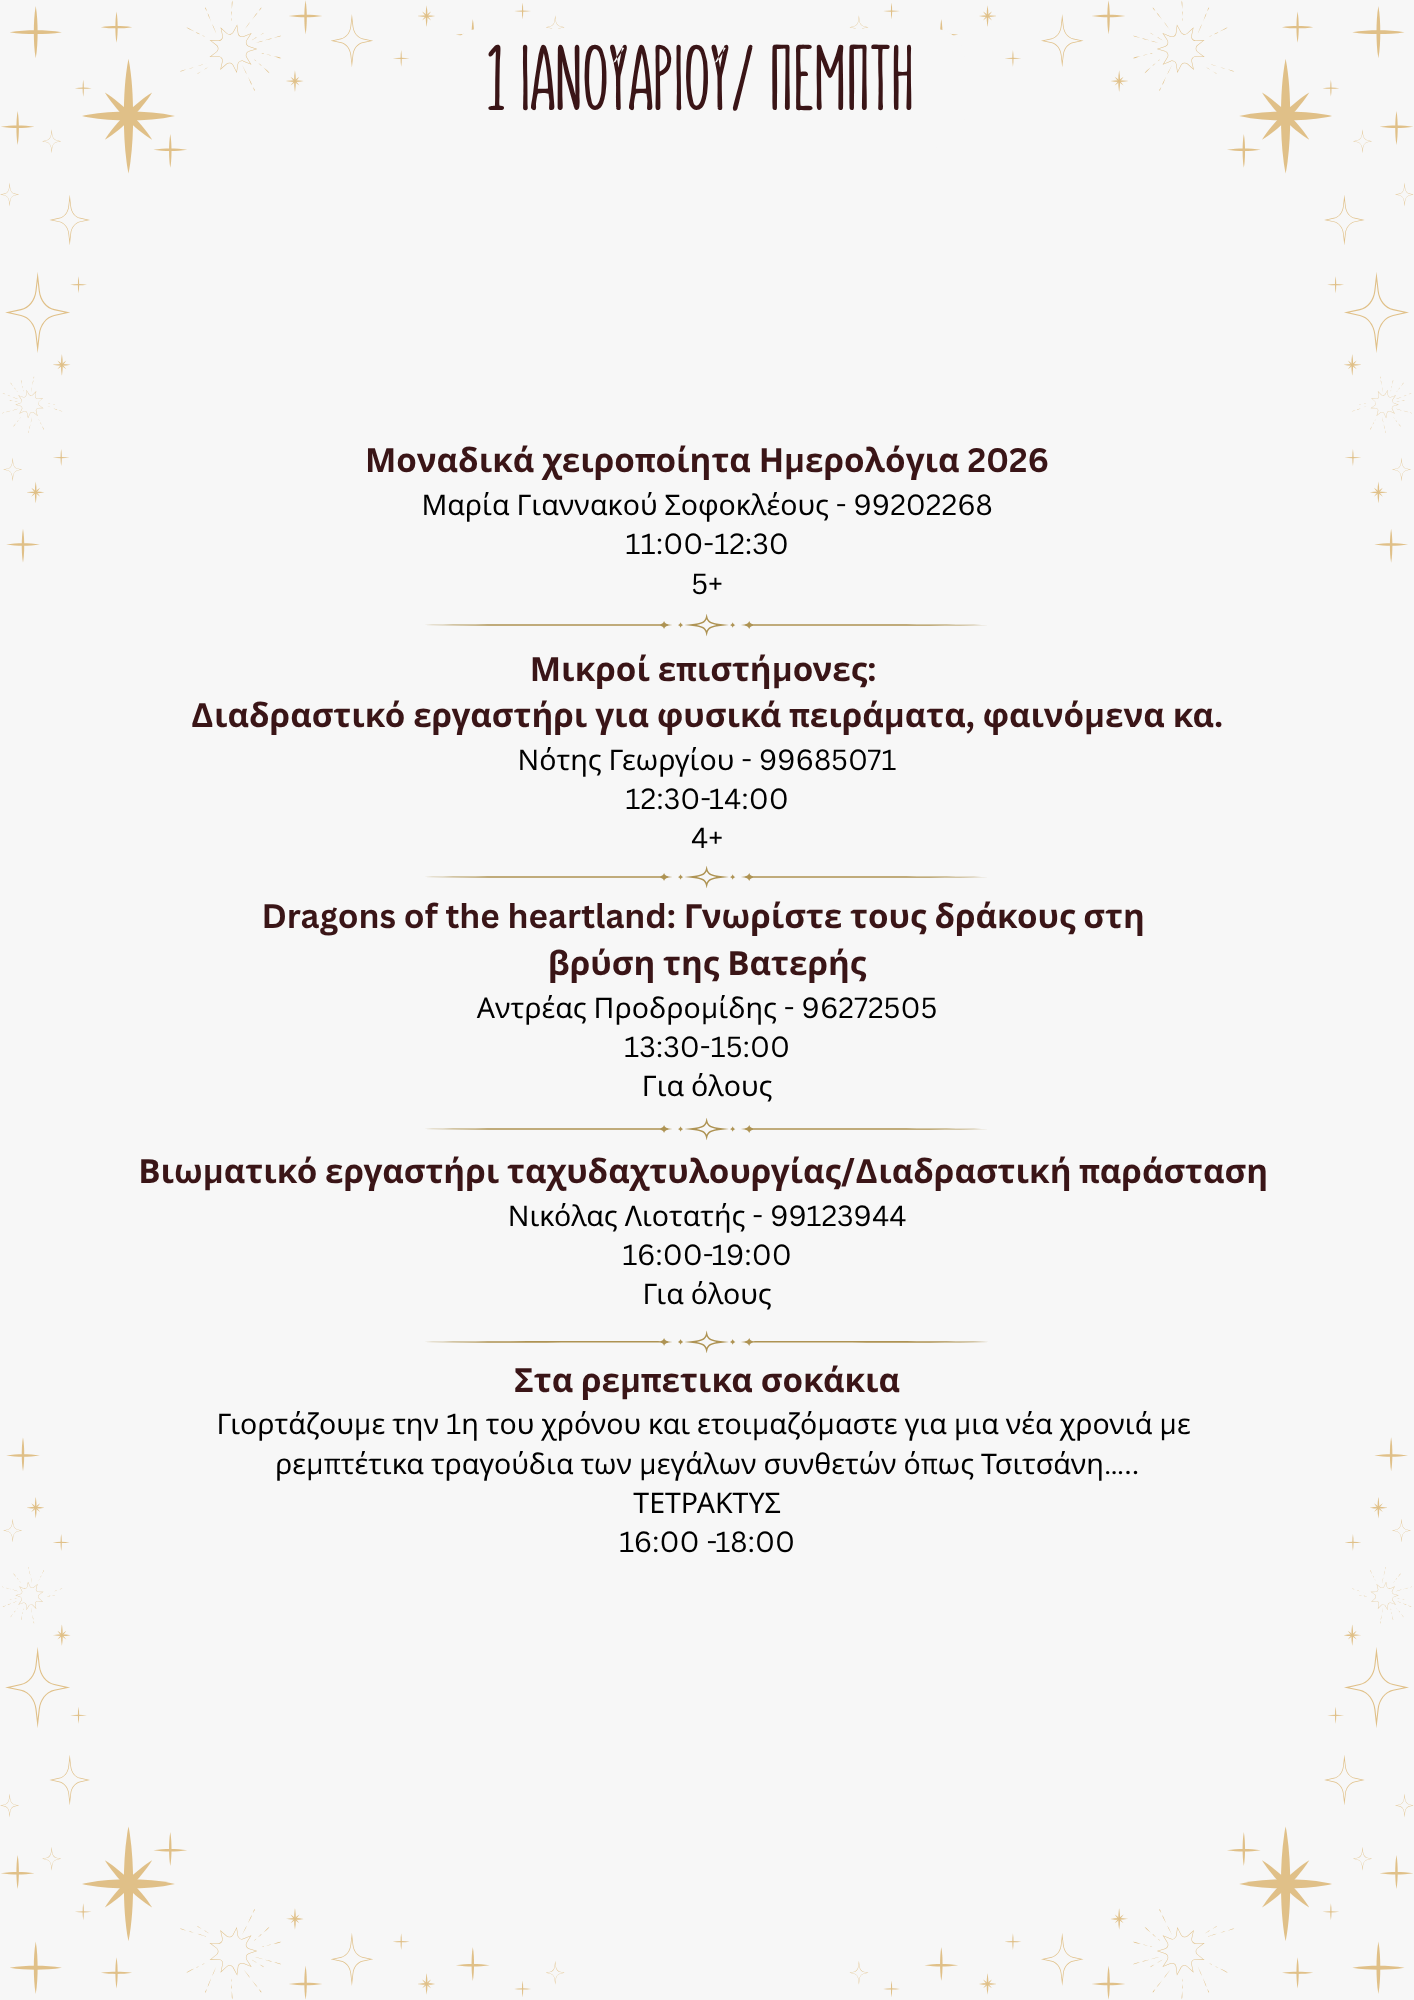 1 ΙΑΝΟΥΑΡΙΟΥ/ ΠΕΜΠΤΗ
Μοναδικά χειροποίητα Ημερολόγια 2026
Μαρία Γιαννακού Σοφοκλέους - 99202268
11:00-12:30
5+
Μικροί επιστήμονες:
Διαδραστικό εργαστήρι για φυσικά πειράματα, φαινόμενα κα.
Νότης Γεωργίου - 99685071
12:30-14:00
4+
Dragons of the heartland: Γνωρίστε τους δράκους στη
βρύση της Βατερής
Αντρέας Προδρομίδης - 96272505
13:30-15:00
Για όλους
Βιωματικό εργαστήρι ταχυδαχτυλουργίας/Διαδραστική παράσταση
Νικόλας Λιοτατής - 99123944
16:00-19:00
Για όλους
Στα ρεμπετικα σοκάκια
Γιορτάζουμε την 1η του χρόνου και ετοιμαζόμαστε για μια νέα χρονιά με
ρεμπτέτικα τραγούδια των μεγάλων συνθετών όπως Τσιτσάνη.....
ΤΕΤΡΑΚΤΥΣ
16:00 -18:00